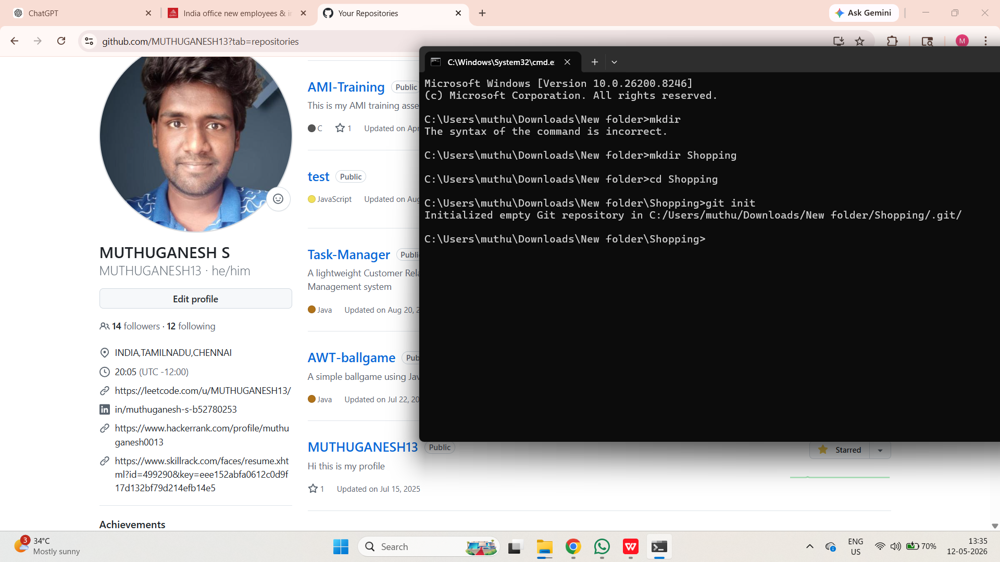 ChatGPT
India office new employees & i
Your Repositories
Ask Gemini
github.com/MUTHUGANESH13?tab=repositories
M
C:\Windows\System32\cmd.e
Microsoft Windows [Version 10.0.26200.8246]
(c) Microsoft Corporation. All rights reserved.
C:\Users\muthu\Downloads\New folder>mkdir
The syntax of the command is incorrect.
C:\Users\muthu\Downloads\New folder>mkdir Shopping
C:\Users\muthu\Downloads\New folder>cd Shopping
C:\Users\muthu\Downloads\New folder\Shopping>git init
Initialized empty Git repository in C:/Users/muthu/Downloads/New folder/Shopping/.git/
C:\Users\muthu\Downloads\New folder\Shopping>
MUTHUGANESH S
MUTHUGANESH13 · he/him
Edit profile
14 followers · 12 following
INDIA,TAMILNADU,CHENNAI
20:05 (UTC -12:00)
https://leetcode.com/u/MUTHUGANESH13/
in/muthuganesh-s-b52780253
https://www.hackerrank.com/profile/muthu
ganesh0013
https://www.skillrack.com/faces/resume.xht
ml?id=499290&key=eee152abfa0612c0d9f
17d132bf79d214efb14e5
Achievements
AMI-Training Public
This is my AMI training asse
C 1 Updated on Apr
test Public
JavaScript Updated on Aug
Task-Manager Publi
A lightweight Customer Rela
Management system
Java Updated on Aug 20, 2
AWT-ballgame Pub
A simple ballgame using Jav
Java Updated on Jul 22, 20
MUTHUGANESH13 Public
Starred
Hi this is my profile
1 Updated on Jul 15, 2025
3
34°C
Mostly sunny
Search
W
ENG
US
70%
13:35
12-05-2026